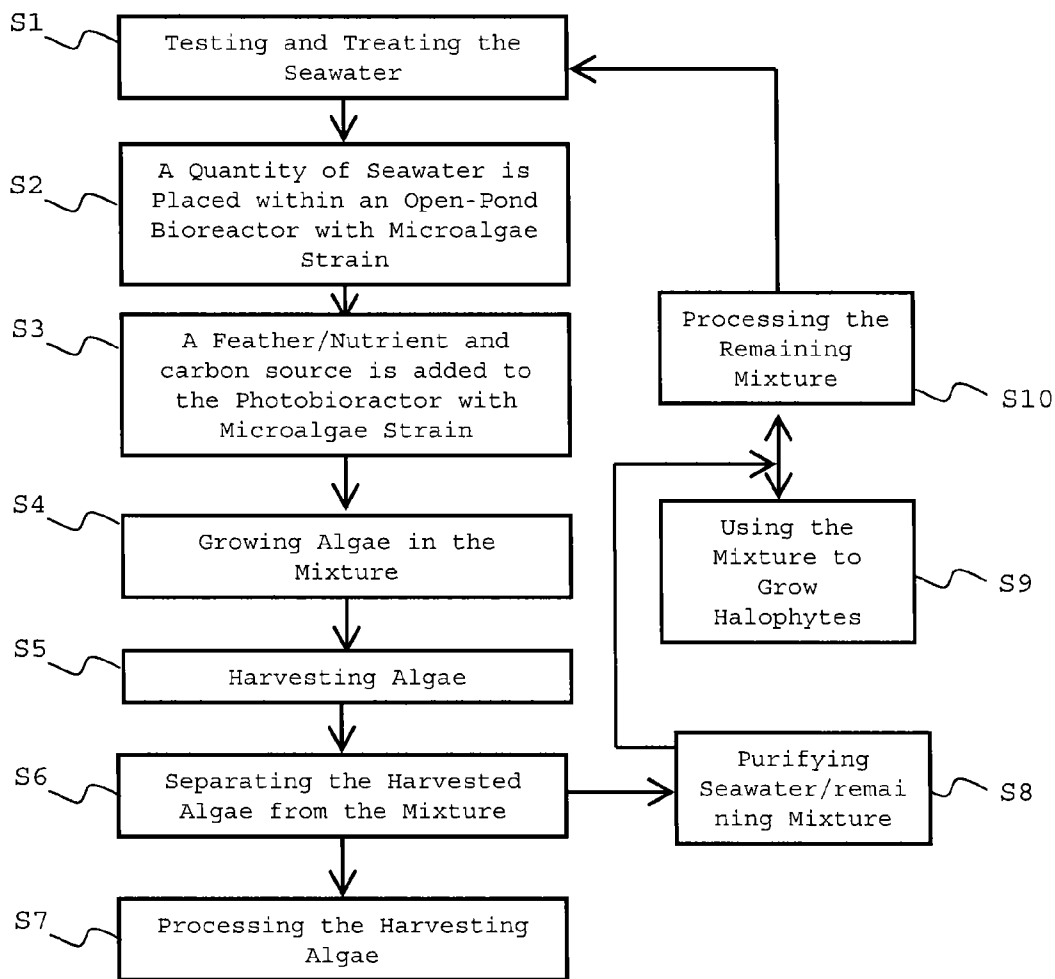 S1
Testing and Treating the
Seawater
S2
A Quantity of Seawater is
Placed within an Open-Pond
Bioreactor with Microalgae
Strain
S3
A Feather/Nutrient and
carbon source is added to
the Photobioractor with
Microalgae Strain
S4
Growing Algae in the
Mixture
S5
Harvesting Algae
S6
Separating the Harvested
Algae from the Mixture
S7
Processing the Harvesting
Algae
Purifying
Seawater/remai
ning Mixture
S8
Using the
Mixture to
Grow
Halophytes
S9
Processing the
Remaining
Mixture
S10